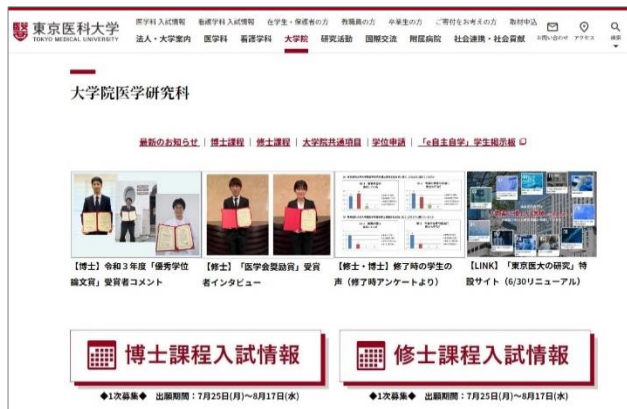 東京医科大学
TOKYO MEDICAL UNIVERSITY
医学科 入試情報 看護学科 入試情報 在学生・保護者の方 教職員の方 卒業生の方 ご寄付をお考えの方 取材申込
法人・大学案内 医学科 看護学科 大学院 研究活動 国際交流 附属病院 社会連携・社会貢献
お問い合わせ アクセス 検索
大学院医学研究科
最新のお知らせ | 博士課程 | 修士課程 | 大学院共通項目 | 学位申請 | 「e自主自学」学生掲示板
【博士】令和3年度「優秀学位
論文賞」受賞者コメント
【修士】「医学会奨励賞」受賞
者インタビュー
【修士・博士】修了時の学生の
声（修了時アンケートより）
【LINK】「東京医大の研究」特
設サイト（6/30リニューアル）
博士課程入試情報
◆1次募集◆ 出願期間：7月25日(月)～8月17日(水)
修士課程入試情報
◆1次募集◆ 出願期間：7月25日(月)～8月17日(水)